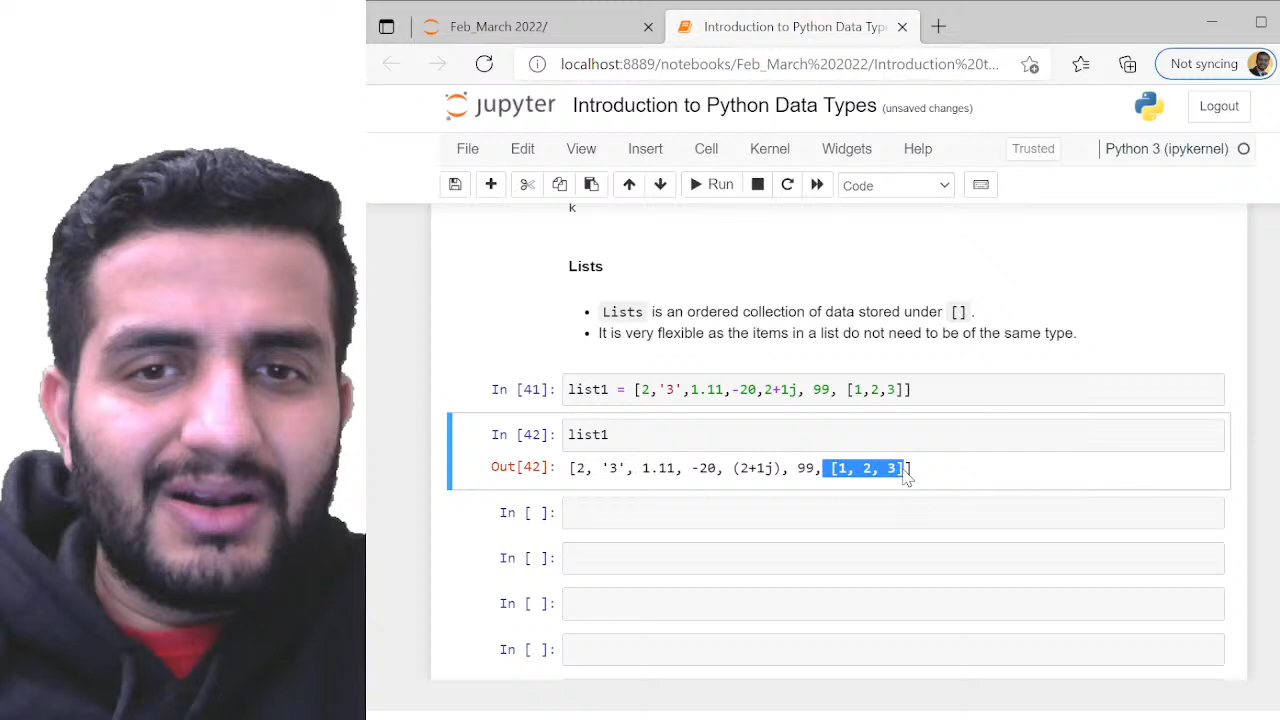 Feb_March 2022/
Introduction to Python Data Type
localhost:8889/notebooks/Feb_March%202022/Introduction%20t...
Not syncing
jupyter Introduction to Python Data Types (unsaved changes)
Logout
File Edit View Insert Cell Kernel Widgets Help Trusted Python 3 (ipykernel)
Run Code
k
Lists
• Lists is an ordered collection of data stored under [].
• It is very flexible as the items in a list do not need to be of the same type.
In [41]: list1 = [2,'3',1.11,-20,2+1j, 99, [1,2,3]]
In [42]: list1
Out[42]: [2, '3', 1.11, -20, (2+1j), 99, [1, 2, 3]]
In [ ]:
In [ ]:
In [ ]:
In [ ]: